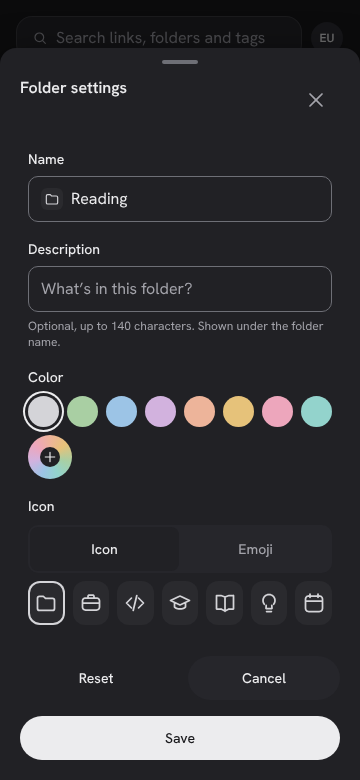 Search links, folders and tags
EU
Folder settings
Name
Reading
Description
What's in this folder?
Optional, up to 140 characters. Shown under the folder
name.
Color
Icon
Icon
Emoji
Reset
Cancel
Save